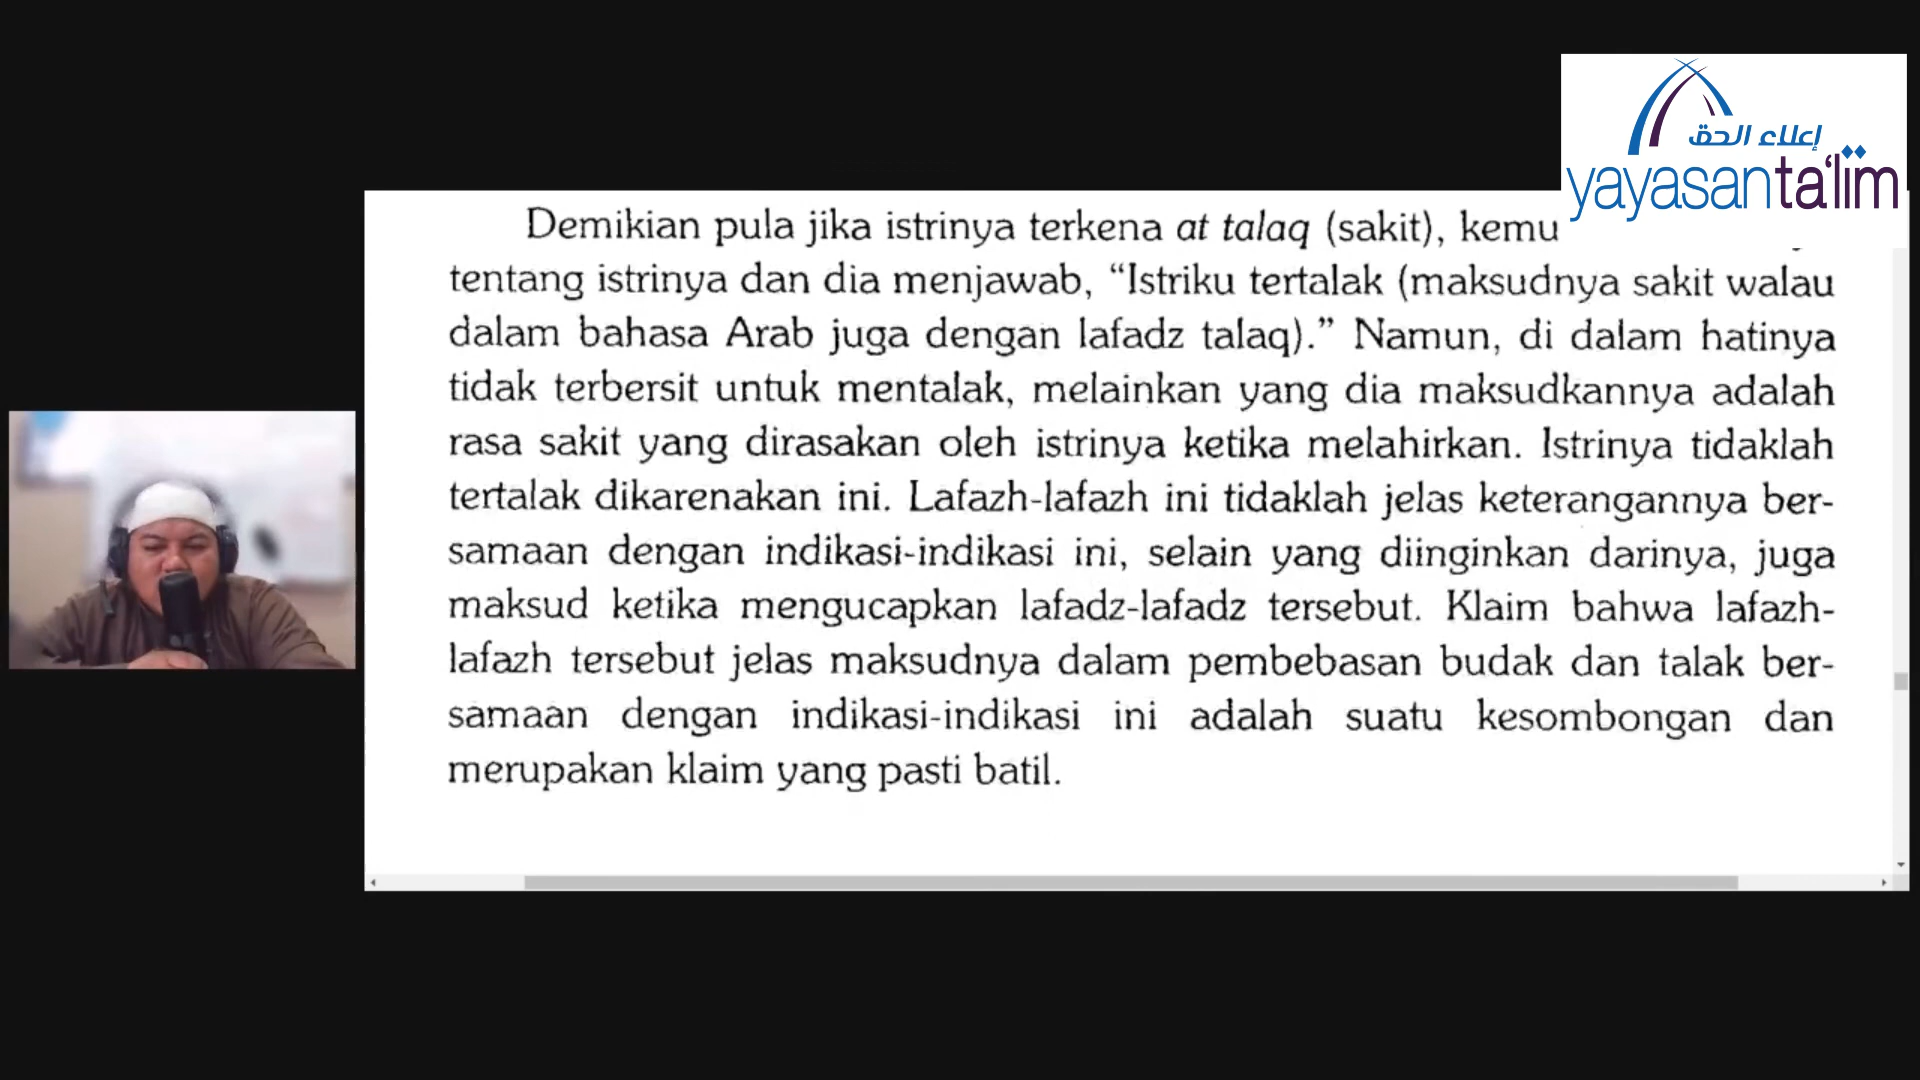 إعلاء الحق
yayasanta'lim
Demikian pula jika istrinya terkena at talaq (sakit), kemu
tentang istrinya dan dia menjawab, “Istriku tertalak (maksudnya sakit walau
dalam bahasa Arab juga dengan lafadz talaq).” Namun, di dalam hatinya
tidak terbersit untuk mentalak, melainkan yang dia maksudkannya adalah
rasa sakit yang dirasakan oleh istrinya ketika melahirkan. Istrinya tidaklah
tertalak dikarenakan ini. Lafazh-lafazh ini tidaklah jelas keterangannya ber-
samaan dengan indikasi-indikasi ini, selain yang diinginkan darinya, juga
maksud ketika mengucapkan lafadz-lafadz tersebut. Klaim bahwa lafazh-
lafazh tersebut jelas maksudnya dalam pembebasan budak dan talak ber-
samaan dengan indikasi-indikasi ini adalah suatu kesombongan dan
merupakan klaim yang pasti batil.